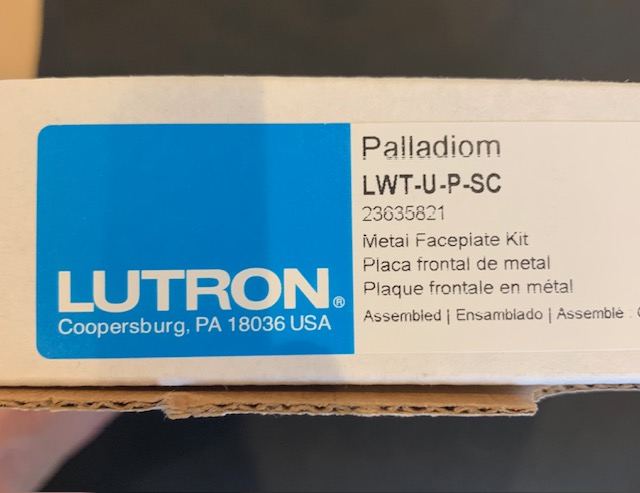 LUTRON®
Coopersburg, PA 18036 USA
Palladiom
LWT-U-P-SC
23635821
Metal Faceplate Kit
Placa frontal de metal
Plaque frontale en métal
Assembled | Ensamblado | Assemblé